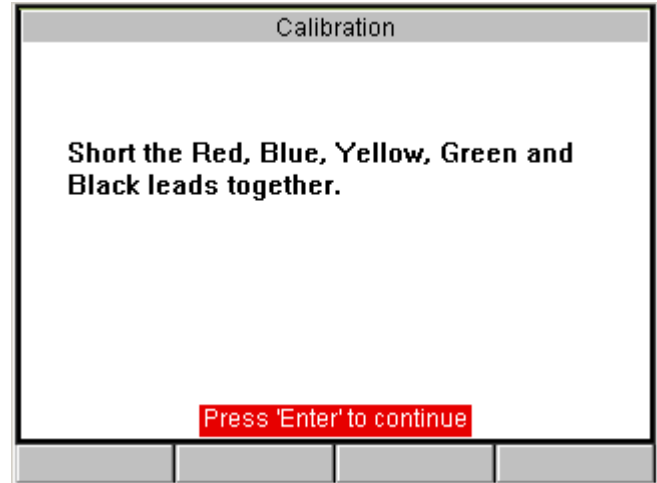 Calibration
Short the Red, Blue, Yellow, Green and
Black leads together.
Press 'Enter' to continue